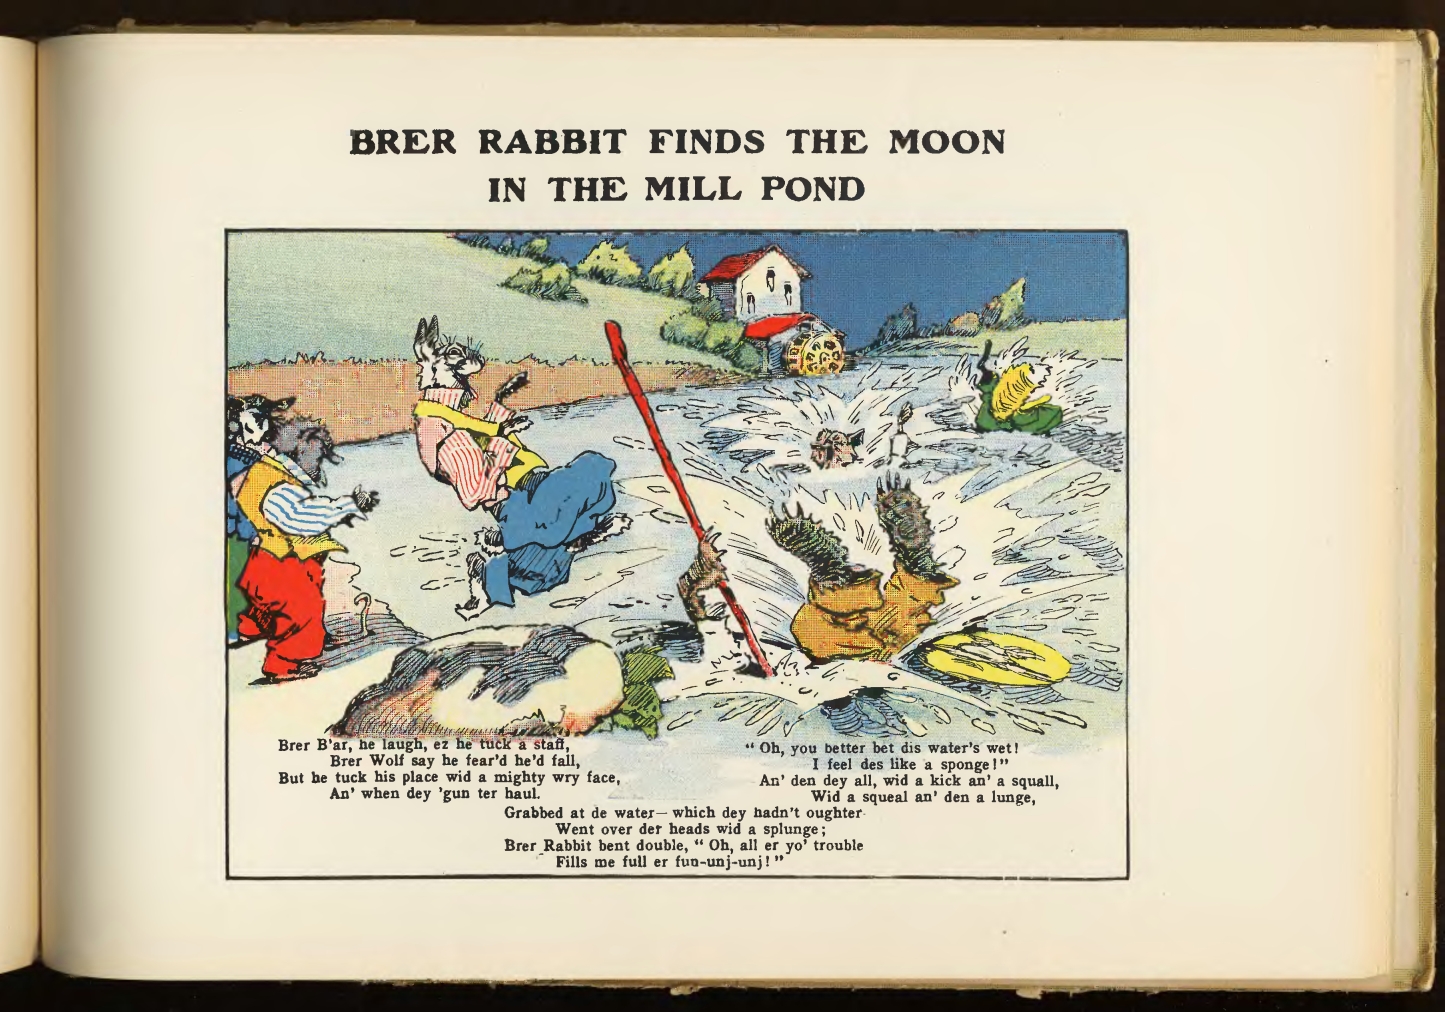 BRER RABBIT FINDS THE MOON
IN THE MILL POND
Brer B'ar, he laugh, ez he tuck a staff,
Brer Wolf say he fear'd he'd fall,
But he tuck his place wid a mighty wry face,
An' when dey 'gun ter haul.
“ Oh, you better bet dis water's wet!
I feel des like a sponge!”
An' den dey all, wid a kick an' a squall,
Wid a squeal an' den a lunge,
Grabbed at de water— which dey hadn't oughter
Went over der heads wid a splunge;
Brer Rabbit bent double, “ Oh, all er yo' trouble
Fills me full er fun-unj-unj!”